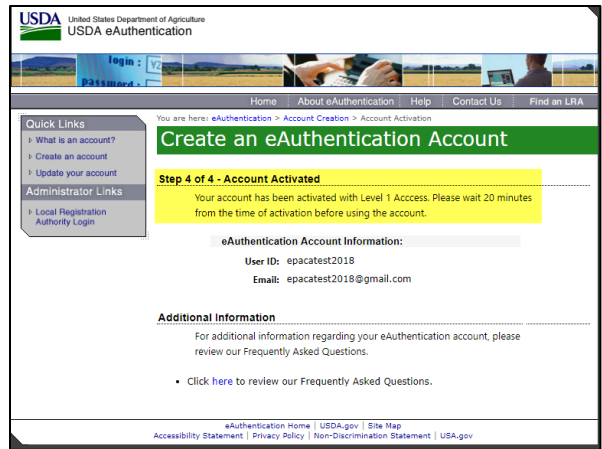 USDA United States Department of Agriculture
USDA eAuthentication
login :
password :
Home About eAuthentication Help Contact Us Find an LRA
Quick Links
What is an account?
Create an account
Update your account
Administrator Links
Local Registration
Authority Login
You are here: eAuthentication > Account Creation > Account Activation
Create an eAuthentication Account
Step 4 of 4 - Account Activated
Your account has been activated with Level 1 Acccess. Please wait 20 minutes
from the time of activation before using the account.
eAuthentication Account Information:
User ID: epacatest2018
Email: epacatest2018@gmail.com
Additional Information
For additional information regarding your eAuthentication account, please
review our Frequently Asked Questions.
• Click here to review our Frequently Asked Questions.
eAuthentication Home | USDA.gov | Site Map
Accessibility Statement | Privacy Policy | Non-Discrimination Statement | USA.gov